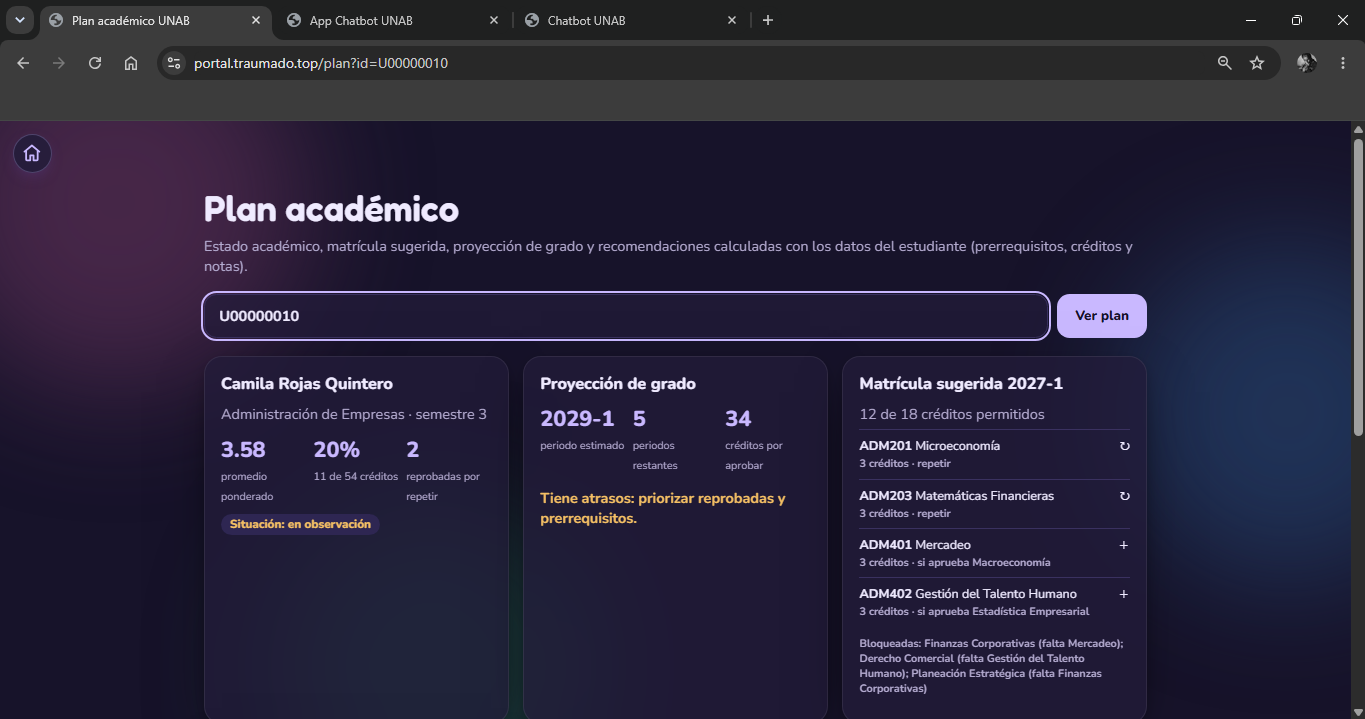 Plan académico UNAB
App Chatbot UNAB
Chatbot UNAB
portal.traumado.top/plan?id=U00000010
Plan académico
Estado académico, matrícula sugerida, proyección de grado y recomendaciones calculadas con los datos del estudiante (prerrequisitos, créditos y
notas).
U00000010
Ver plan
Camila Rojas Quintero
Administración de Empresas · semestre 3
3.58
promedio
ponderado
20%
11 de 54 créditos
2
reprobadas por
repetir
Situación: en observación
Proyección de grado
2029-1
periodo estimado
5
periodos
restantes
34
créditos por
aprobar
Tiene atrasos: priorizar reprobadas y
prerrequisitos.
Matrícula sugerida 2027-1
12 de 18 créditos permitidos
ADM201 Microeconomía ↻
3 créditos · repetir
ADM203 Matemáticas Financieras ↻
3 créditos · repetir
ADM401 Mercadeo +
3 créditos · si aprueba Macroeconomía
ADM402 Gestión del Talento Humano +
3 créditos · si aprueba Estadística Empresarial
Bloqueadas: Finanzas Corporativas (falta Mercadeo);
Derecho Comercial (falta Gestión del Talento
Humano); Planeación Estratégica (falta Finanzas
Corporativas)